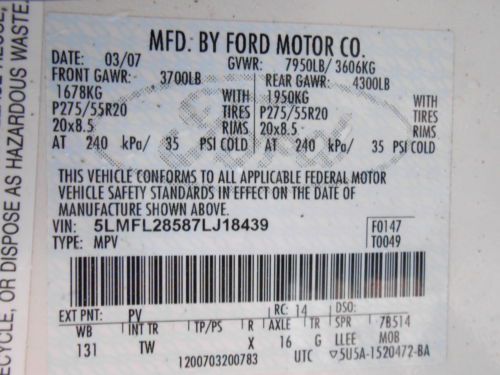 MFD. BY FORD MOTOR CO.
DATE: 03/07 GVWR: 7950LB/ 3606KG
FRONT GAWR: 3700LB REAR GAWR: 4300LB
1678KG WITH 1950KG WITH
P275/55R20 TIRES P275/55R20 TIRES
20x8.5 RIMS 20x8.5 RIMS
AT 240 kPa/ 35 PSI COLD AT 240 kPa/ 35 PSI COLD
THIS VEHICLE CONFORMS TO ALL APPLICABLE FEDERAL MOTOR
VEHICLE SAFETY STANDARDS IN EFFECT ON THE DATE OF
MANUFACTURE SHOWN ABOVE.
VIN: 5LMFL28587LJ18439 F0147
TYPE: MPV T0049
EXT PNT: PV RC: 14 DSO:
WB INT TR TP/PS R AXLE TR SPR 7B514
131 TW X 16 G LLEE MOB
1200703200783 UTC ▽5U5A-1520472-BA
Ford
CYCLE, OR DISPOSE AS HAZARDOUS WASTE.